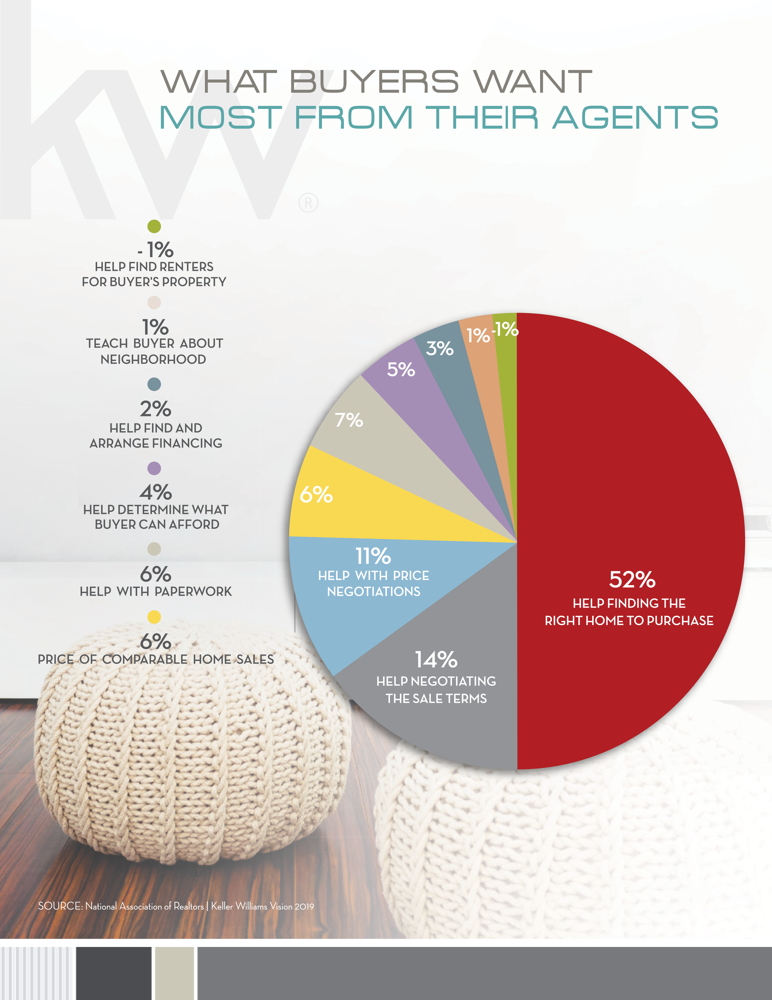 kw
®
WHAT BUYERS WANT
MOST FROM THEIR AGENTS
- 1%
HELP FIND RENTERS
FOR BUYER'S PROPERTY
1%
TEACH BUYER ABOUT
NEIGHBORHOOD
2%
HELP FIND AND
ARRANGE FINANCING
4%
HELP DETERMINE WHAT
BUYER CAN AFFORD
6%
HELP WITH PAPERWORK
6%
PRICE OF COMPARABLE HOME SALES
-1%
1%
3%
5%
7%
6%
11%
HELP WITH PRICE
NEGOTIATIONS
14%
HELP NEGOTIATING
THE SALE TERMS
52%
HELP FINDING THE
RIGHT HOME TO PURCHASE
SOURCE: National Association of Realtors | Keller Williams Vision 2019